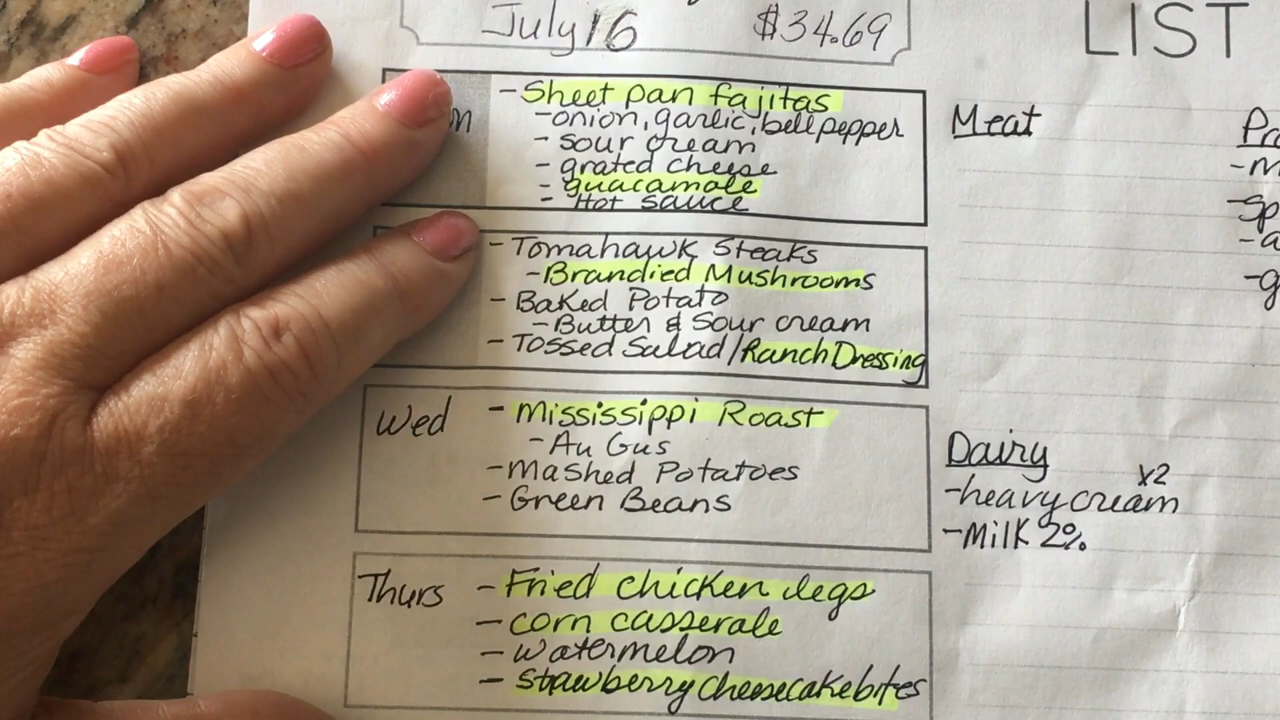 July 16 $34.69
LIST
- Sheet pan fajitas
- onion, garlic, bell pepper
- sour cream
- grated cheese
- guacamole
- Hot sauce
- Tomahawk Steaks
- Brandied Mushrooms
- Baked Potato
- Butter & Sour cream
- Tossed Salad/Ranch Dressing
Wed
- Mississippi Roast
- Au Gus
- Mashed Potatoes
- Green Beans
Thurs
- Fried chicken legs
- corn casserale
- watermelon
- strawberry cheesecake bites
Meat
Dairy
- heavy cream x2
- Milk 2%